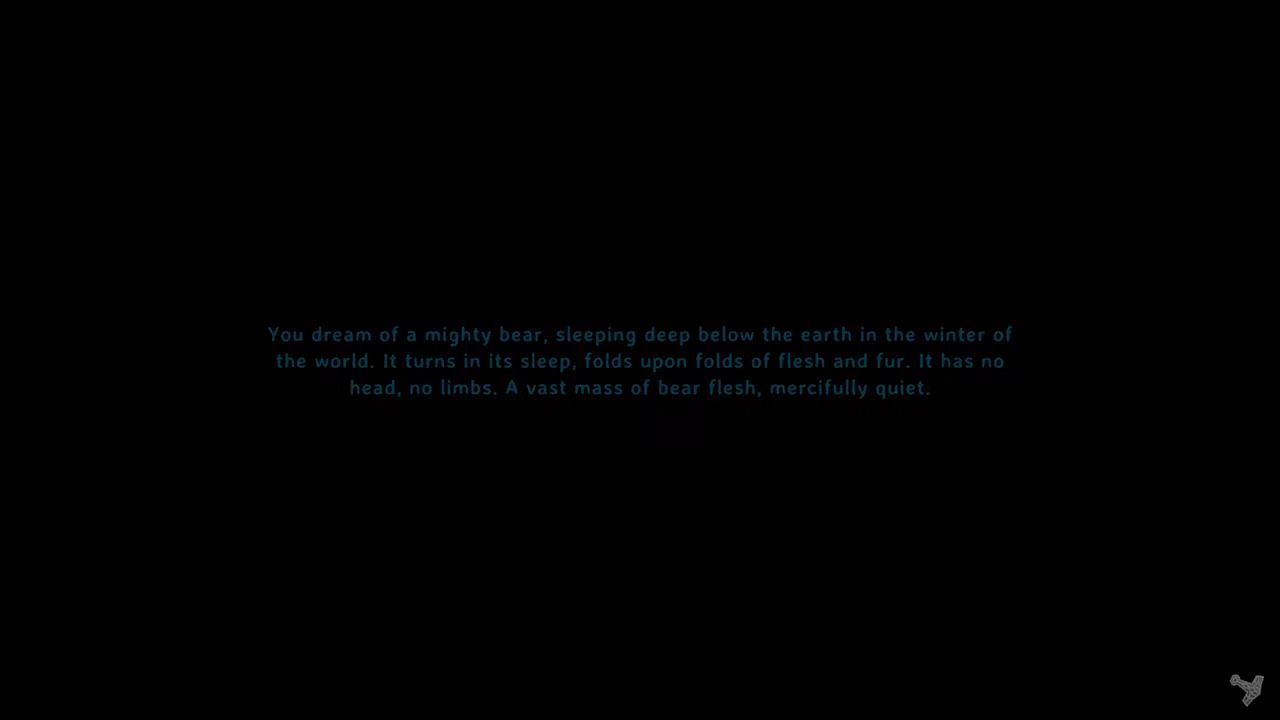 You dream of a mighty bear, sleeping deep below the earth in the winter of
the world. It turns in its sleep, folds upon folds of flesh and fur. It has no
head, no limbs. A vast mass of bear flesh, mercifully quiet.